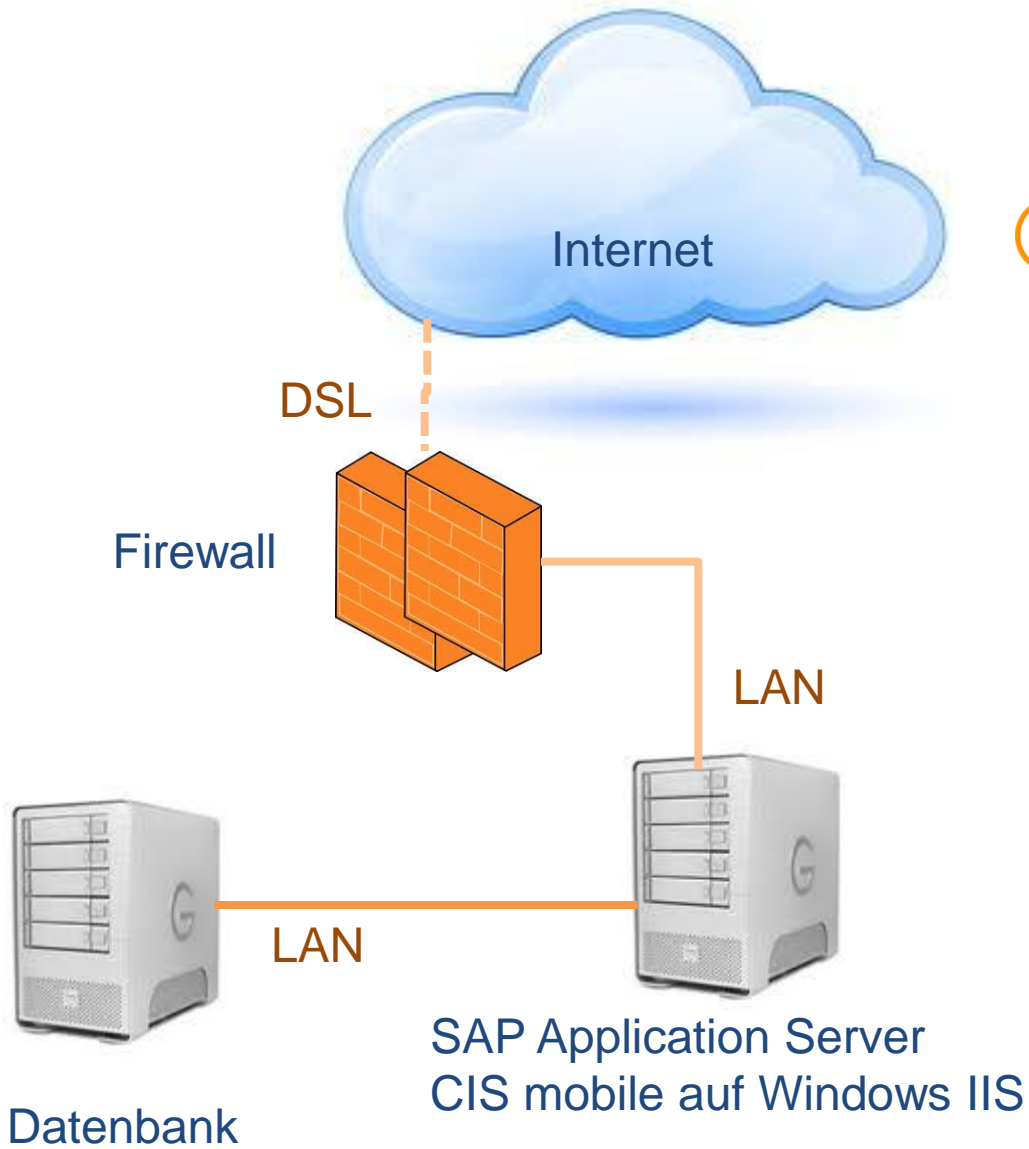 Internet
DSL
Firewall
LAN
LAN
SAP Application Server
CIS mobile auf Windows IIS
Datenbank